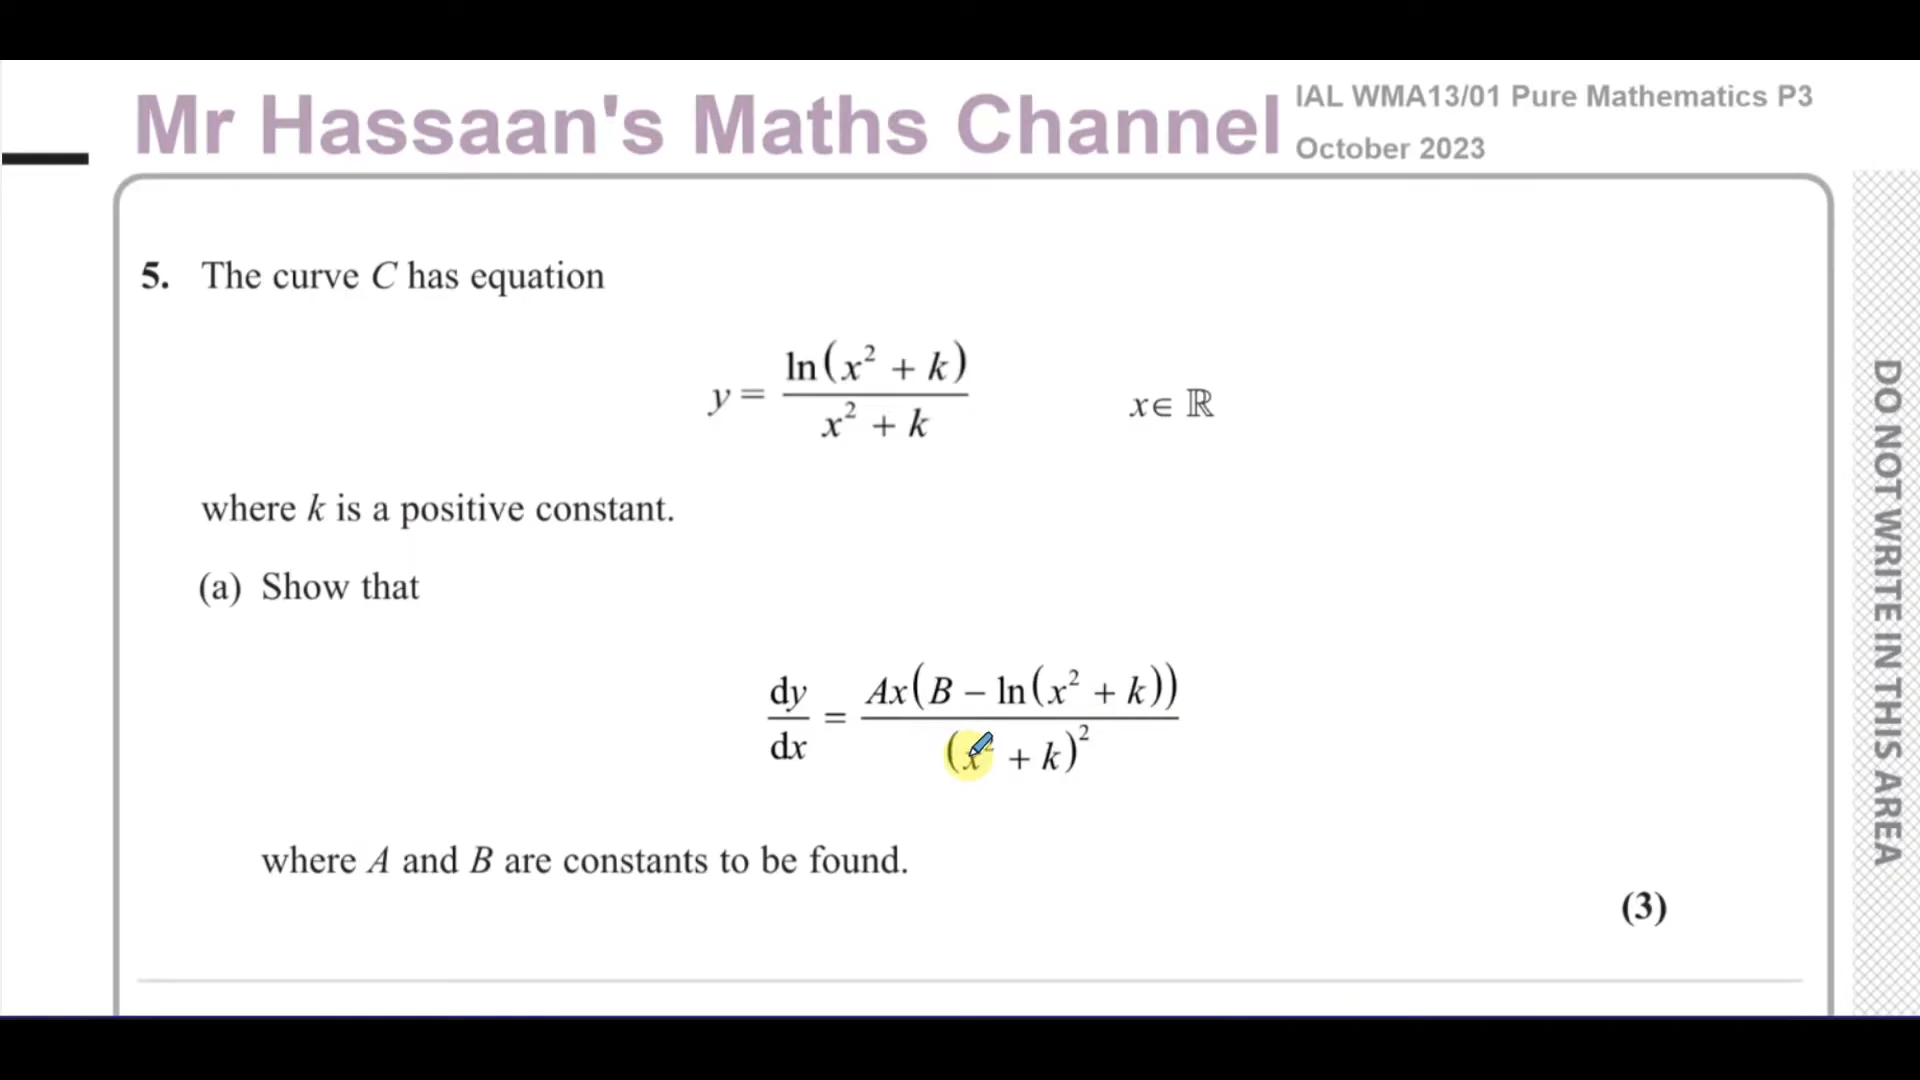 Mr Hassaan's Maths Channel
IAL WMA13/01 Pure Mathematics P3
October 2023
5. The curve C has equation
y = ln(x² + k) / x² + k    x ∈ ℝ
where k is a positive constant.
(a) Show that
dy/dx = Ax(B − ln(x² + k)) / (x² + k)²
where A and B are constants to be found.
(3)
DO NOT WRITE IN THIS AREA